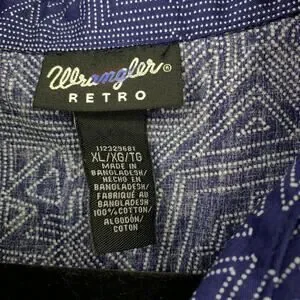 Wrangler®
RETRO
112329681
XL/XG/TG
MADE IN
BANGLADESH/
HECHO EN
BANGLADESH/
FABRIQUÉ AU
BANGLADESH
100% COTTON/
ALGODÓN/
COTON